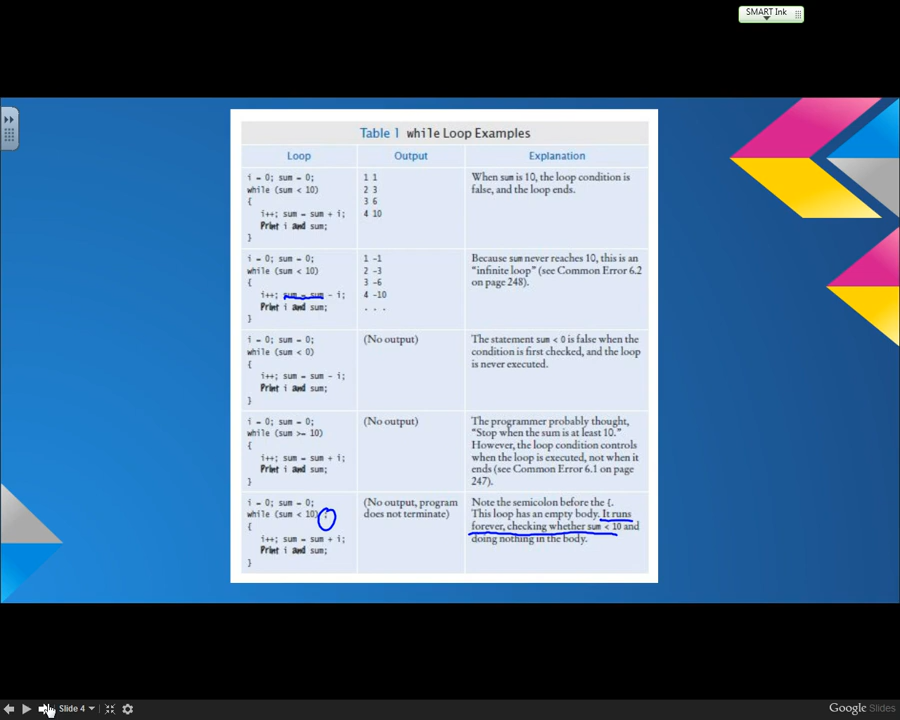 SMART Ink
Table 1 while Loop Examples
Loop
Output
Explanation
i = 0; sum = 0;
while (sum < 10)
{
i++; sum = sum + i;
Print i and sum;
}
1 1
2 3
3 6
4 10
When sum is 10, the loop condition is
false, and the loop ends.
i = 0; sum = 0;
while (sum < 10)
{
i++; sum = sum - i;
Print i and sum;
}
1 -1
2 -3
3 -6
4 -10
. . .
Because sum never reaches 10, this is an
“infinite loop” (see Common Error 6.2
on page 248).
i = 0; sum = 0;
while (sum < 0)
{
i++; sum = sum - i;
Print i and sum;
}
(No output)
The statement sum < 0 is false when the
condition is first checked, and the loop
is never executed.
i = 0; sum = 0;
while (sum >= 10)
{
i++; sum = sum + i;
Print i and sum;
}
(No output)
The programmer probably thought,
“Stop when the sum is at least 10.”
However, the loop condition controls
when the loop is executed, not when it
ends (see Common Error 6.1 on page
247).
i = 0; sum = 0;
while (sum < 10) ;
{
i++; sum = sum + i;
Print i and sum;
}
(No output, program
does not terminate)
Note the semicolon before the {.
This loop has an empty body. It runs
forever, checking whether sum < 10 and
doing nothing in the body.
Slide 4
Google Slides